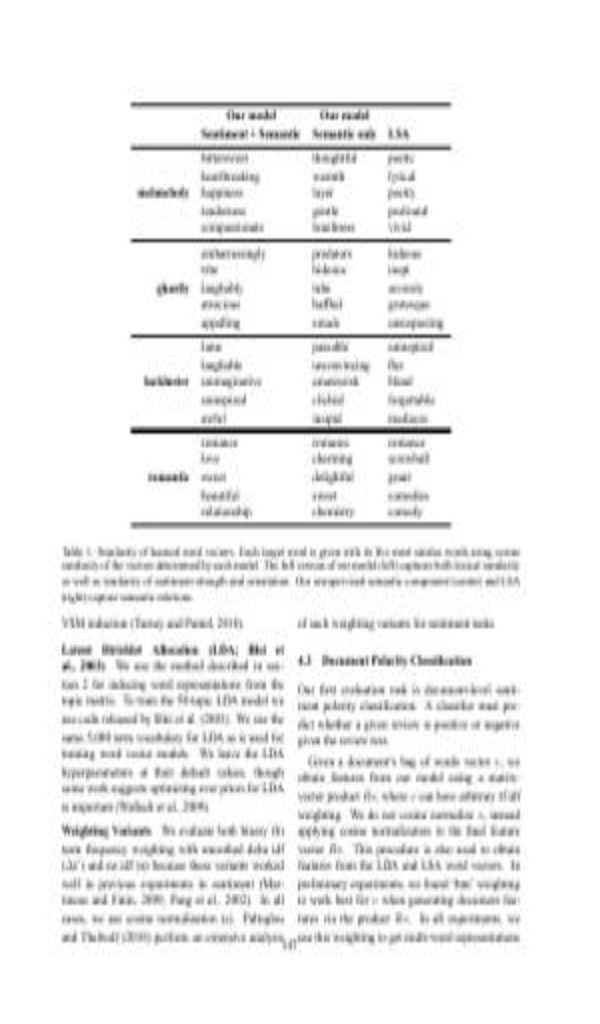 Our model Our model
Sentiment + Semantic Semantic only LSA
bittersweet thoughtful poetic
heartbreaking warmth lyrical
melancholy happiness layer poetry
tenderness gentle profound
compassionate loneliness vivid
embarrassingly predators hideous
trite hideous inept
ghastly laughably tube severely
atrocious baffled grotesque
appalling smack unsuspecting
lame passable uninspired
laughable unconvincing flat
lackluster unimaginative amateurish bland
uninspired clichéd forgettable
awful insipid mediocre
romance romance romance
love charming screwball
romantic sweet delightful grant
beautiful sweet comedies
relationship chemistry comedy
Table 1: Similarity of learned word vectors. Each target word is given with its five most similar words using cosine
similarity of the vectors determined by each model. The full version of our model (left) captures both lexical similarity
as well as similarity of sentiment strength and orientation. Our unsupervised semantic component (center) and LSA
(right) capture semantic relations.
VSM induction (Turney and Pantel, 2010).
Latent Dirichlet Allocation (LDA; Blei et
al., 2003) We use the method described in sec-
tion 2 for inducing word representations from the
topic matrix. To train the 50-topic LDA model we
use code released by Blei et al. (2003). We use the
same 5,000 term vocabulary for LDA as is used for
training word vector models. We leave the LDA
hyperparameters at their default values, though
some work suggests optimizing over priors for LDA
is important (Wallach et al., 2009).
Weighting Variants We evaluate both binary (b)
term frequency weighting with smoothed delta idf
(Δt') and no idf (n) because these variants worked
well in previous experiments in sentiment (Mar-
tineau and Finin, 2009; Pang et al., 2002). In all
cases, we use cosine normalization (c). Paltoglou
and Thelwall (2010) perform an extensive analysis
of such weighting variants for sentiment tasks.
4.3 Document Polarity Classification
Our first evaluation task is document-level senti-
ment polarity classification. A classifier must pre-
dict whether a given review is positive or negative
given the review text.
Given a document's bag of words vector v, we
obtain features from our model using a matrix-
vector product Rv, where v can have arbitrary tf.idf
weighting. We do not cosine normalize v, instead
applying cosine normalization to the final feature
vector Rv. This procedure is also used to obtain
features from the LDA and LSA word vectors. In
preliminary experiments, we found 'bnn' weighting
to work best for v when generating document fea-
tures via the product Rv. In all experiments, we
use this weighting to get multi-word representations
147